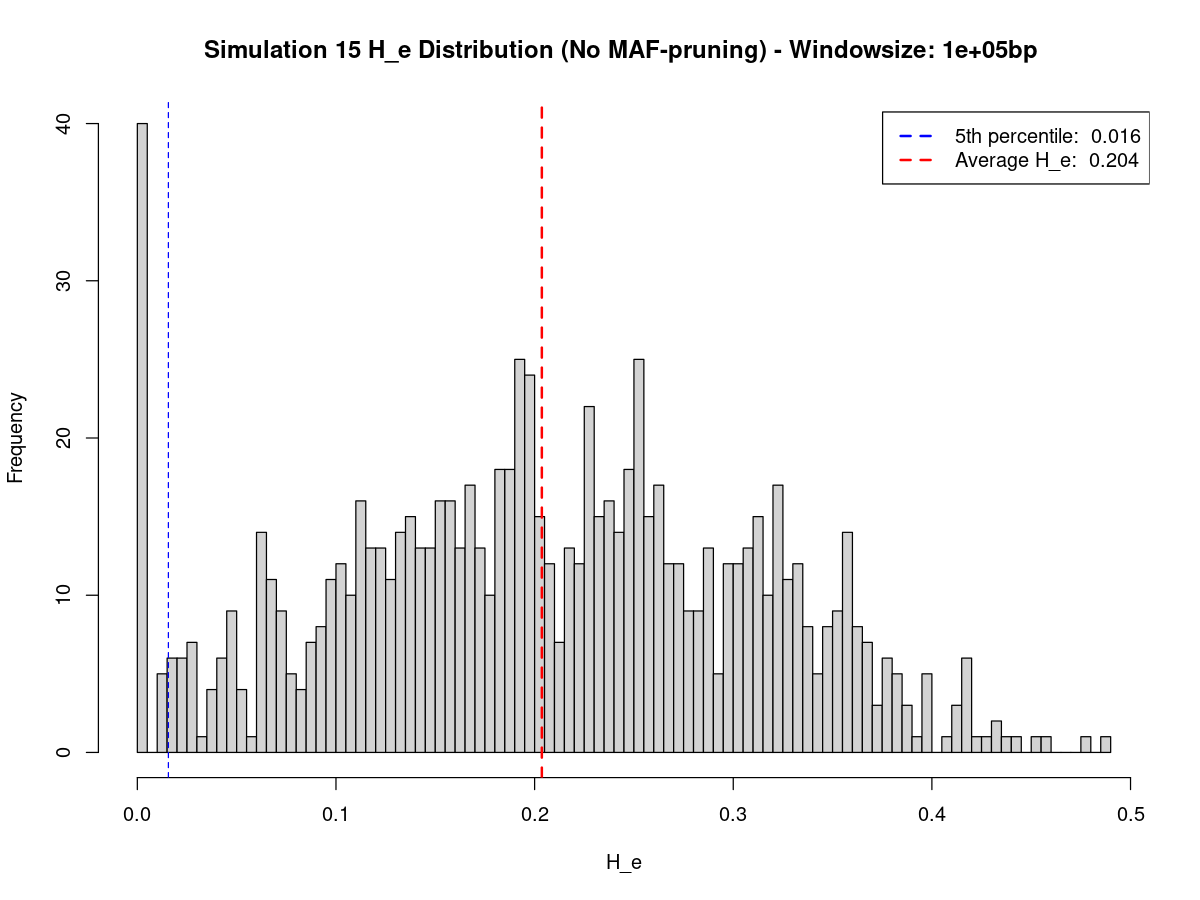 Simulation 15 H_e Distribution (No MAF-pruning) - Windowsize: 1e+05bp
5th percentile: 0.016
Average H_e: 0.204
Frequency
40
30
20
10
0
0.0 0.1 0.2 0.3 0.4 0.5
H_e